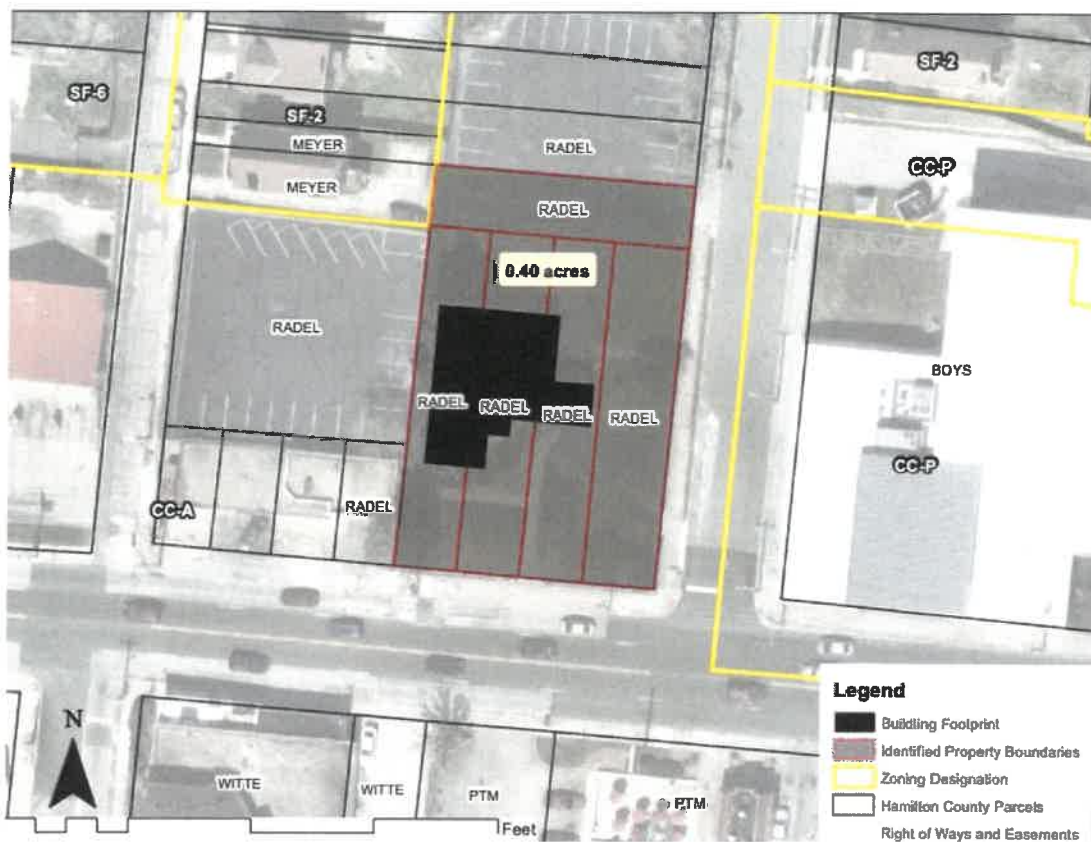 SF-6
SF-2
SF-2
MEYER
MEYER
RADEL
CC-P
RADEL
0.40 acres
RADEL
BOYS
RADEL
RADEL
RADEL
RADEL
CC-P
CC-A
RADEL
Legend
Buildling Footprint
Identified Property Boundaries
Zoning Designation
Hamilton County Parcels
Right of Ways and Easements
N
WITTE
WITTE
PTM
PTM
Feet